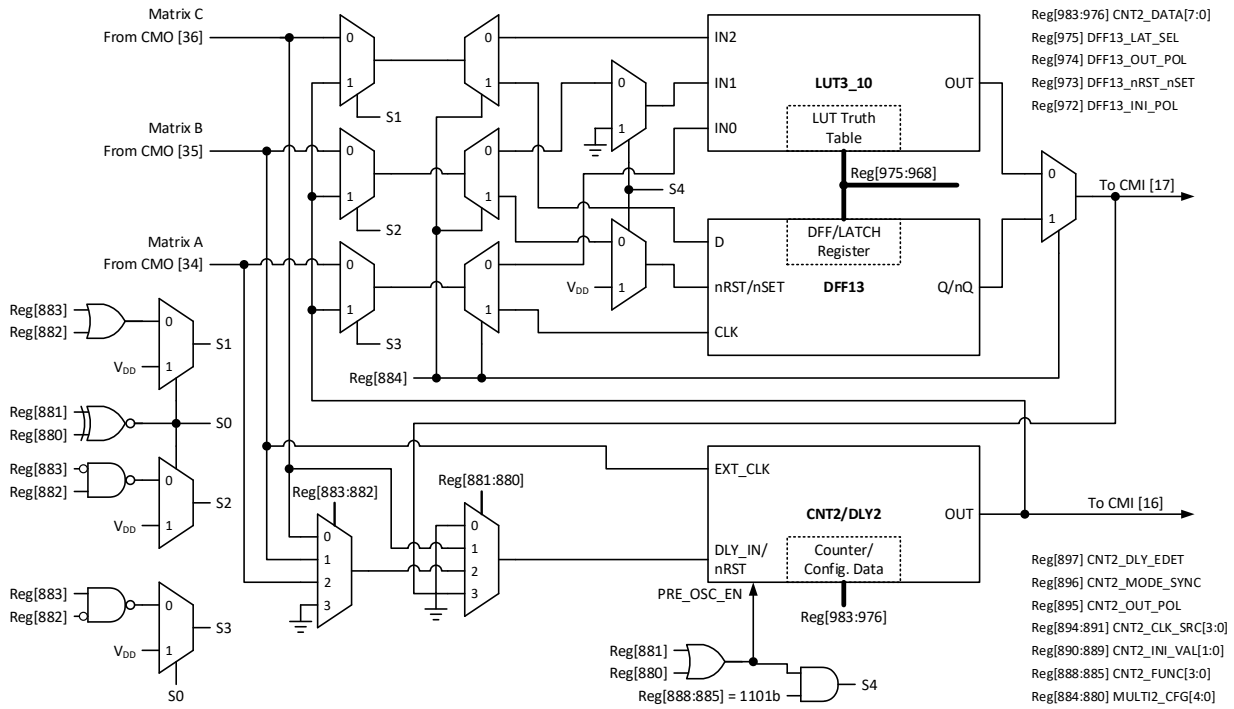 Matrix C
From CMO [36]
0
1
S1
0
1
Matrix B
From CMO [35]
0
1
S2
0
1
Matrix A
From CMO [34]
0
1
S3
0
1
0
1
S4
0
V_DD
1
IN2
IN1
IN0
LUT3_10
OUT
LUT Truth
Table
Reg[975:968]
DFF/LATCH
Register
D
nRST/nSET
DFF13
Q/nQ
CLK
0
1
To CMI [17]
Reg[983:976] CNT2_DATA[7:0]
Reg[975] DFF13_LAT_SEL
Reg[974] DFF13_OUT_POL
Reg[973] DFF13_nRST_nSET
Reg[972] DFF13_INI_POL
Reg[884]
Reg[883]
Reg[882]
0
V_DD
1
S1
Reg[881]
Reg[880]
S0
Reg[883]
Reg[882]
0
V_DD
1
S2
Reg[883]
Reg[882]
0
V_DD
1
S3
S0
Reg[883:882]
0
1
2
3
Reg[881:880]
0
1
2
3
EXT_CLK
CNT2/DLY2
OUT
DLY_IN/
nRST
Counter/
Config. Data
PRE_OSC_EN
Reg[983:976]
To CMI [16]
Reg[881]
Reg[880]
Reg[888:885] = 1101b
S4
Reg[897] CNT2_DLY_EDET
Reg[896] CNT2_MODE_SYNC
Reg[895] CNT2_OUT_POL
Reg[894:891] CNT2_CLK_SRC[3:0]
Reg[890:889] CNT2_INI_VAL[1:0]
Reg[888:885] CNT2_FUNC[3:0]
Reg[884:880] MULTI2_CFG[4:0]